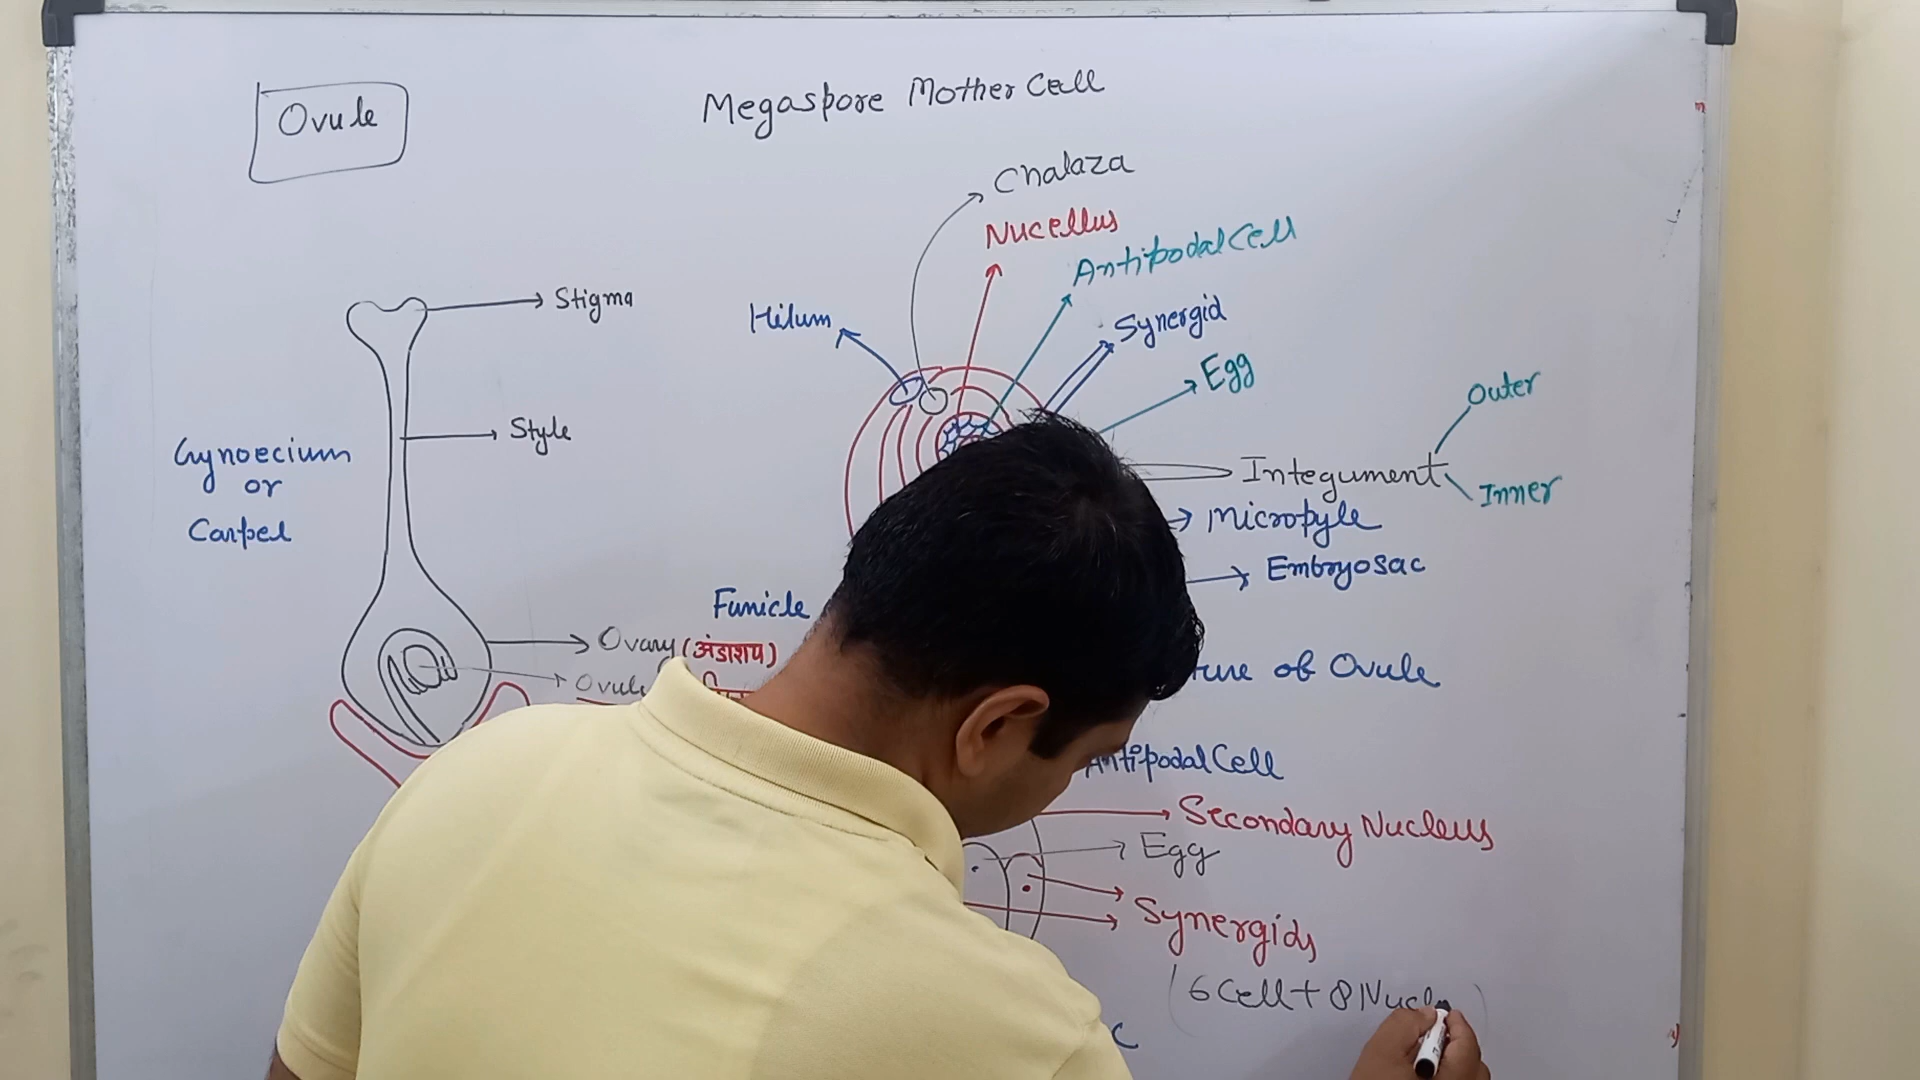 Ovule
Megaspore Mother Cell
Chalaza
Nucellus
Antipodal Cell
Hilum
Synergid
Egg
Stigma
Style
Outer
Integument
Inner
Gynoecium
or
Carpel
Micropyle
Embryosac
Funicle
Ovary (अंडाशय)
Ovule
of Ovule
Antipodal Cell
Secondary Nucleus
Egg
Synergids
(6 Cell + 8 Nucl